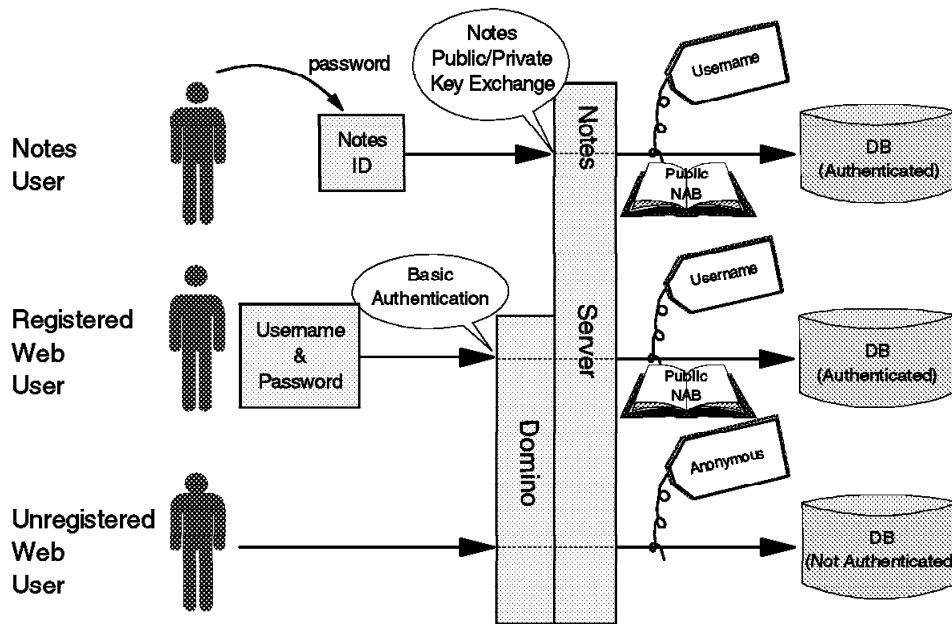 Notes
User
password
Notes
ID
Notes
Public/Private
Key Exchange
Notes Server
Username
Public
NAB
DB
(Authenticated)
Registered
Web
User
Username
&
Password
Basic
Authentication
Domino
Username
Public
NAB
DB
(Authenticated)
Unregistered
Web
User
Anonymous
DB
(Not Authenticated